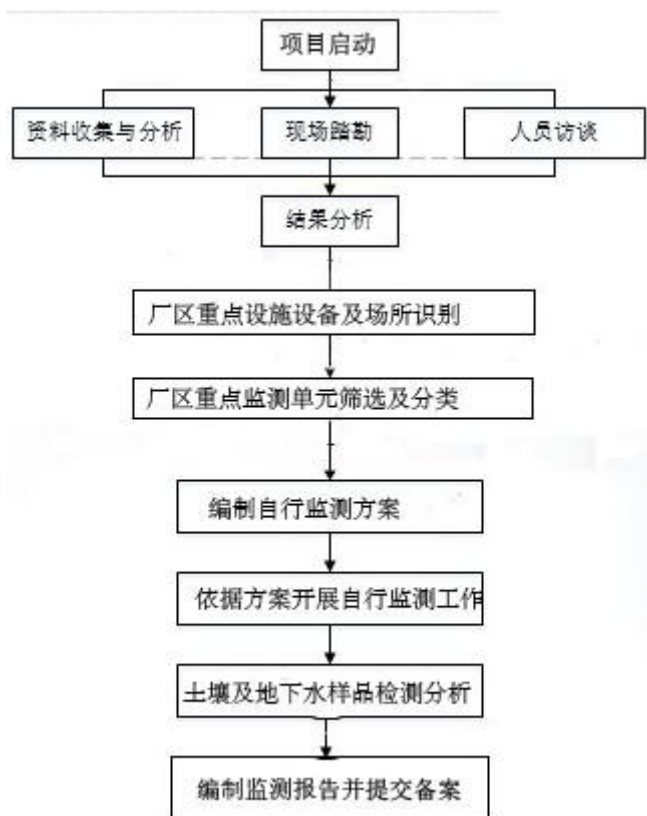 项目启动
资料收集与分析
现场踏勘
人员访谈
结果分析
厂区重点设施设备及场所识别
厂区重点监测单元筛选及分类
编制自行监测方案
依据方案开展自行监测工作
土壤及地下水样品检测分析
编制监测报告并提交备案